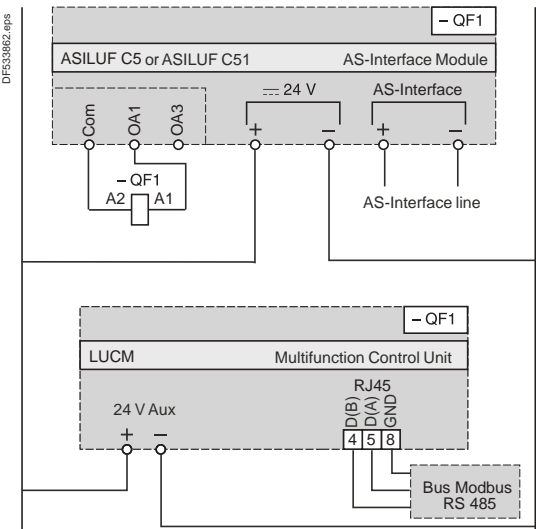 DF533862.eps
– QF1
ASILUF C5 or ASILUF C51 AS-Interface Module
24 V AS-Interface
Com OA1 OA3 + – + –
– QF1
A2 A1
AS-Interface line
– QF1
LUCM Multifunction Control Unit
RJ45
24 V Aux D(B) D(A) GND
+ – 4 5 8
Bus Modbus
RS 485